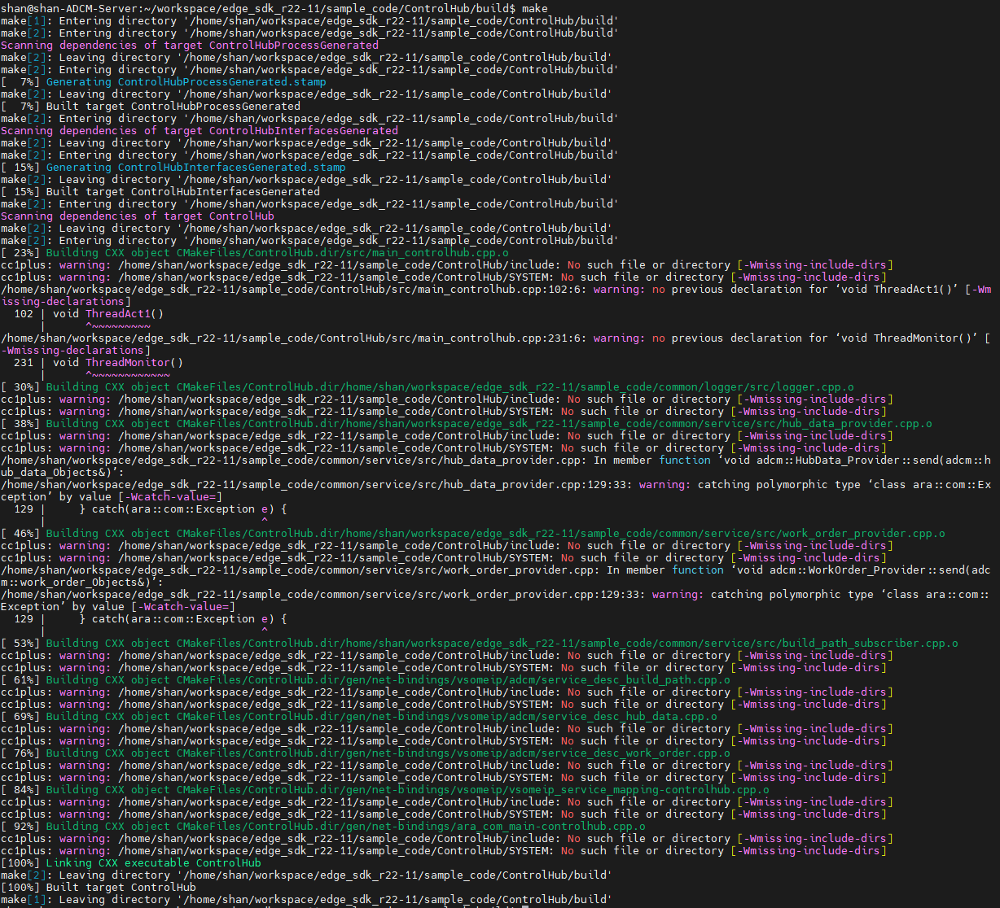 shan@shan-ADCM-Server:~/workspace/edge_sdk_r22-11/sample_code/ControlHub/build$ make
make[1]: Entering directory '/home/shan/workspace/edge_sdk_r22-11/sample_code/ControlHub/build'
make[2]: Entering directory '/home/shan/workspace/edge_sdk_r22-11/sample_code/ControlHub/build'
Scanning dependencies of target ControlHubProcessGenerated
make[2]: Leaving directory '/home/shan/workspace/edge_sdk_r22-11/sample_code/ControlHub/build'
make[2]: Entering directory '/home/shan/workspace/edge_sdk_r22-11/sample_code/ControlHub/build'
[  7%] Generating ControlHubProcessGenerated.stamp
make[2]: Leaving directory '/home/shan/workspace/edge_sdk_r22-11/sample_code/ControlHub/build'
[  7%] Built target ControlHubProcessGenerated
make[2]: Entering directory '/home/shan/workspace/edge_sdk_r22-11/sample_code/ControlHub/build'
Scanning dependencies of target ControlHubInterfacesGenerated
make[2]: Leaving directory '/home/shan/workspace/edge_sdk_r22-11/sample_code/ControlHub/build'
make[2]: Entering directory '/home/shan/workspace/edge_sdk_r22-11/sample_code/ControlHub/build'
[ 15%] Generating ControlHubInterfacesGenerated.stamp
make[2]: Leaving directory '/home/shan/workspace/edge_sdk_r22-11/sample_code/ControlHub/build'
[ 15%] Built target ControlHubInterfacesGenerated
make[2]: Entering directory '/home/shan/workspace/edge_sdk_r22-11/sample_code/ControlHub/build'
Scanning dependencies of target ControlHub
make[2]: Leaving directory '/home/shan/workspace/edge_sdk_r22-11/sample_code/ControlHub/build'
make[2]: Entering directory '/home/shan/workspace/edge_sdk_r22-11/sample_code/ControlHub/build'
[ 23%] Building CXX object CMakeFiles/ControlHub.dir/src/main_controlhub.cpp.o
cc1plus: warning: /home/shan/workspace/edge_sdk_r22-11/sample_code/ControlHub/include: No such file or directory [-Wmissing-include-dirs]
cc1plus: warning: /home/shan/workspace/edge_sdk_r22-11/sample_code/ControlHub/SYSTEM: No such file or directory [-Wmissing-include-dirs]
/home/shan/workspace/edge_sdk_r22-11/sample_code/ControlHub/src/main_controlhub.cpp:102:6: warning: no previous declaration for ‘void ThreadAct1()’ [-Wm
issing-declarations]
  102 | void ThreadAct1()
      |      ^~~~~~~~~~
/home/shan/workspace/edge_sdk_r22-11/sample_code/ControlHub/src/main_controlhub.cpp:231:6: warning: no previous declaration for ‘void ThreadMonitor()’ [
-Wmissing-declarations]
  231 | void ThreadMonitor()
      |      ^~~~~~~~~~~~~
[ 30%] Building CXX object CMakeFiles/ControlHub.dir/home/shan/workspace/edge_sdk_r22-11/sample_code/common/logger/src/logger.cpp.o
cc1plus: warning: /home/shan/workspace/edge_sdk_r22-11/sample_code/ControlHub/include: No such file or directory [-Wmissing-include-dirs]
cc1plus: warning: /home/shan/workspace/edge_sdk_r22-11/sample_code/ControlHub/SYSTEM: No such file or directory [-Wmissing-include-dirs]
[ 38%] Building CXX object CMakeFiles/ControlHub.dir/home/shan/workspace/edge_sdk_r22-11/sample_code/common/service/src/hub_data_provider.cpp.o
cc1plus: warning: /home/shan/workspace/edge_sdk_r22-11/sample_code/ControlHub/include: No such file or directory [-Wmissing-include-dirs]
cc1plus: warning: /home/shan/workspace/edge_sdk_r22-11/sample_code/ControlHub/SYSTEM: No such file or directory [-Wmissing-include-dirs]
/home/shan/workspace/edge_sdk_r22-11/sample_code/common/service/src/hub_data_provider.cpp: In member function ‘void adcm::HubData_Provider::send(adcm::h
ub_data_Objects&)’:
/home/shan/workspace/edge_sdk_r22-11/sample_code/common/service/src/hub_data_provider.cpp:129:33: warning: catching polymorphic type ‘class ara::com::Ex
ception’ by value [-Wcatch-value=]
  129 |     } catch(ara::com::Exception e) {
      |                                 ^
[ 46%] Building CXX object CMakeFiles/ControlHub.dir/home/shan/workspace/edge_sdk_r22-11/sample_code/common/service/src/work_order_provider.cpp.o
cc1plus: warning: /home/shan/workspace/edge_sdk_r22-11/sample_code/ControlHub/include: No such file or directory [-Wmissing-include-dirs]
cc1plus: warning: /home/shan/workspace/edge_sdk_r22-11/sample_code/ControlHub/SYSTEM: No such file or directory [-Wmissing-include-dirs]
/home/shan/workspace/edge_sdk_r22-11/sample_code/common/service/src/work_order_provider.cpp: In member function ‘void adcm::WorkOrder_Provider::send(adc
m::work_order_Objects&)’:
/home/shan/workspace/edge_sdk_r22-11/sample_code/common/service/src/work_order_provider.cpp:129:33: warning: catching polymorphic type ‘class ara::com::
Exception’ by value [-Wcatch-value=]
  129 |     } catch(ara::com::Exception e) {
      |                                 ^
[ 53%] Building CXX object CMakeFiles/ControlHub.dir/home/shan/workspace/edge_sdk_r22-11/sample_code/common/service/src/build_path_subscriber.cpp.o
cc1plus: warning: /home/shan/workspace/edge_sdk_r22-11/sample_code/ControlHub/include: No such file or directory [-Wmissing-include-dirs]
cc1plus: warning: /home/shan/workspace/edge_sdk_r22-11/sample_code/ControlHub/SYSTEM: No such file or directory [-Wmissing-include-dirs]
[ 61%] Building CXX object CMakeFiles/ControlHub.dir/gen/net-bindings/vsomeip/adcm/service_desc_build_path.cpp.o
cc1plus: warning: /home/shan/workspace/edge_sdk_r22-11/sample_code/ControlHub/include: No such file or directory [-Wmissing-include-dirs]
cc1plus: warning: /home/shan/workspace/edge_sdk_r22-11/sample_code/ControlHub/SYSTEM: No such file or directory [-Wmissing-include-dirs]
[ 69%] Building CXX object CMakeFiles/ControlHub.dir/gen/net-bindings/vsomeip/adcm/service_desc_hub_data.cpp.o
cc1plus: warning: /home/shan/workspace/edge_sdk_r22-11/sample_code/ControlHub/include: No such file or directory [-Wmissing-include-dirs]
cc1plus: warning: /home/shan/workspace/edge_sdk_r22-11/sample_code/ControlHub/SYSTEM: No such file or directory [-Wmissing-include-dirs]
[ 76%] Building CXX object CMakeFiles/ControlHub.dir/gen/net-bindings/vsomeip/adcm/service_desc_work_order.cpp.o
cc1plus: warning: /home/shan/workspace/edge_sdk_r22-11/sample_code/ControlHub/include: No such file or directory [-Wmissing-include-dirs]
cc1plus: warning: /home/shan/workspace/edge_sdk_r22-11/sample_code/ControlHub/SYSTEM: No such file or directory [-Wmissing-include-dirs]
[ 84%] Building CXX object CMakeFiles/ControlHub.dir/gen/net-bindings/vsomeip/vsomeip_service_mapping-controlhub.cpp.o
cc1plus: warning: /home/shan/workspace/edge_sdk_r22-11/sample_code/ControlHub/include: No such file or directory [-Wmissing-include-dirs]
cc1plus: warning: /home/shan/workspace/edge_sdk_r22-11/sample_code/ControlHub/SYSTEM: No such file or directory [-Wmissing-include-dirs]
[ 92%] Building CXX object CMakeFiles/ControlHub.dir/gen/net-bindings/ara_com_main-controlhub.cpp.o
cc1plus: warning: /home/shan/workspace/edge_sdk_r22-11/sample_code/ControlHub/include: No such file or directory [-Wmissing-include-dirs]
cc1plus: warning: /home/shan/workspace/edge_sdk_r22-11/sample_code/ControlHub/SYSTEM: No such file or directory [-Wmissing-include-dirs]
[100%] Linking CXX executable ControlHub
make[2]: Leaving directory '/home/shan/workspace/edge_sdk_r22-11/sample_code/ControlHub/build'
[100%] Built target ControlHub
make[1]: Leaving directory '/home/shan/workspace/edge_sdk_r22-11/sample_code/ControlHub/build'